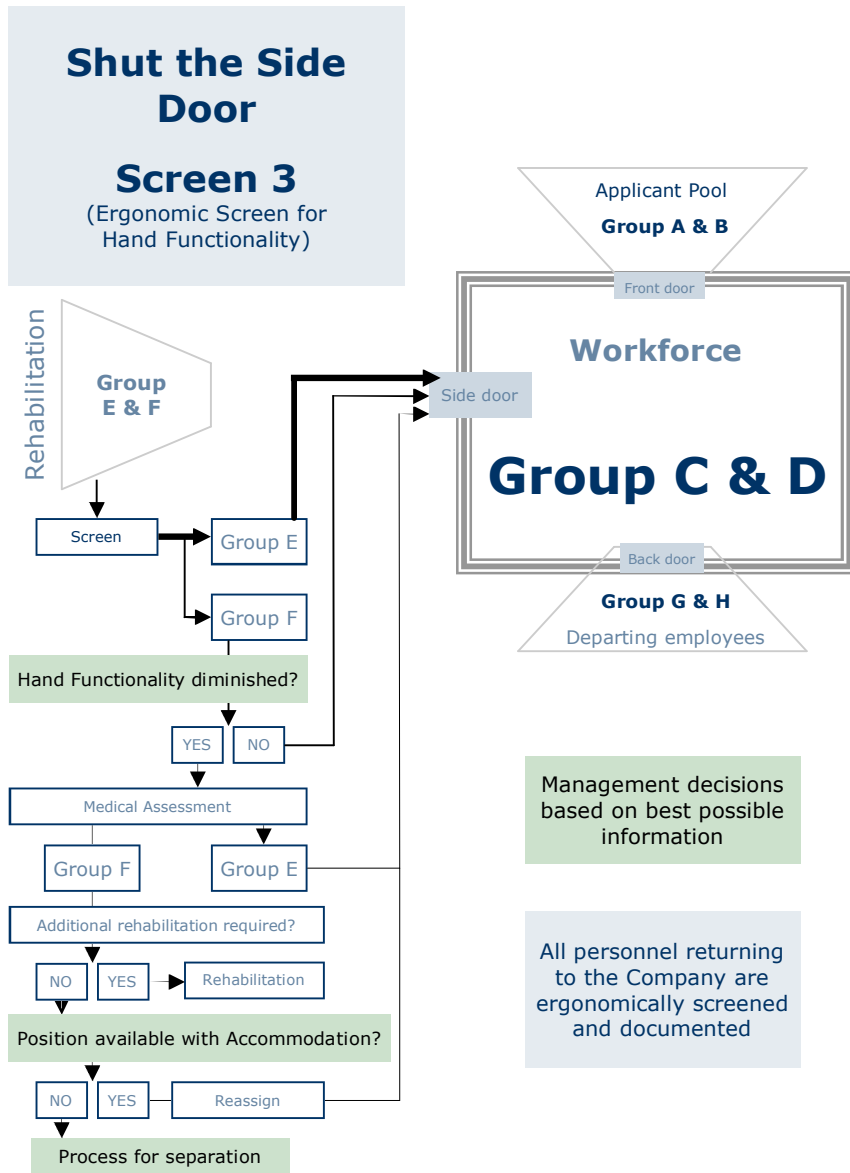 Shut the Side
Door
Screen 3
(Ergonomic Screen for
Hand Functionality)
Applicant Pool
Group A & B
Front door
Workforce
Rehabilitation
Group
E & F
Side door
Group C & D
Screen
Group E
Back door
Group F
Group G & H
Departing employees
Hand Functionality diminished?
YES
NO
Management decisions
based on best possible
information
Medical Assessment
Group F
Group E
Additional rehabilitation required?
All personnel returning
to the Company are
ergonomically screened
and documented
NO
YES
Rehabilitation
Position available with Accommodation?
NO
YES
Reassign
Process for separation